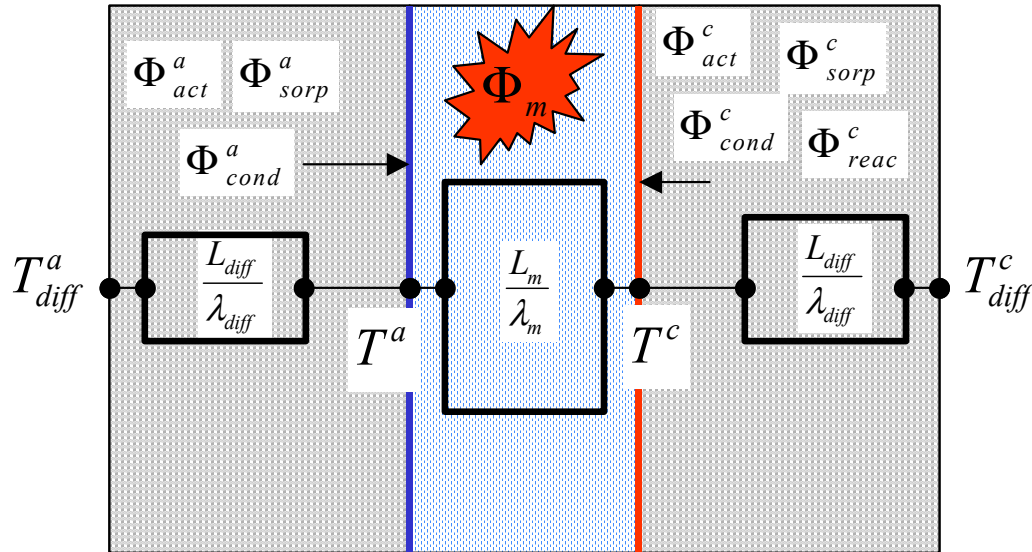 Φ^a_act Φ^a_sorp
Φ^a_cond
Φ_m
Φ^c_act Φ^c_sorp
Φ^c_cond Φ^c_reac
T^a_diff
L_diff
λ_diff
T^a
L_m
λ_m
T^c
L_diff
λ_diff
T^c_diff